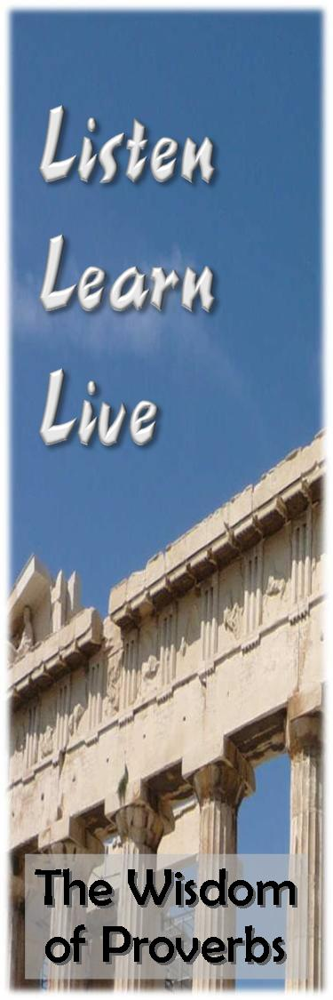 Listen
Learn
Live
The Wisdom
of Proverbs